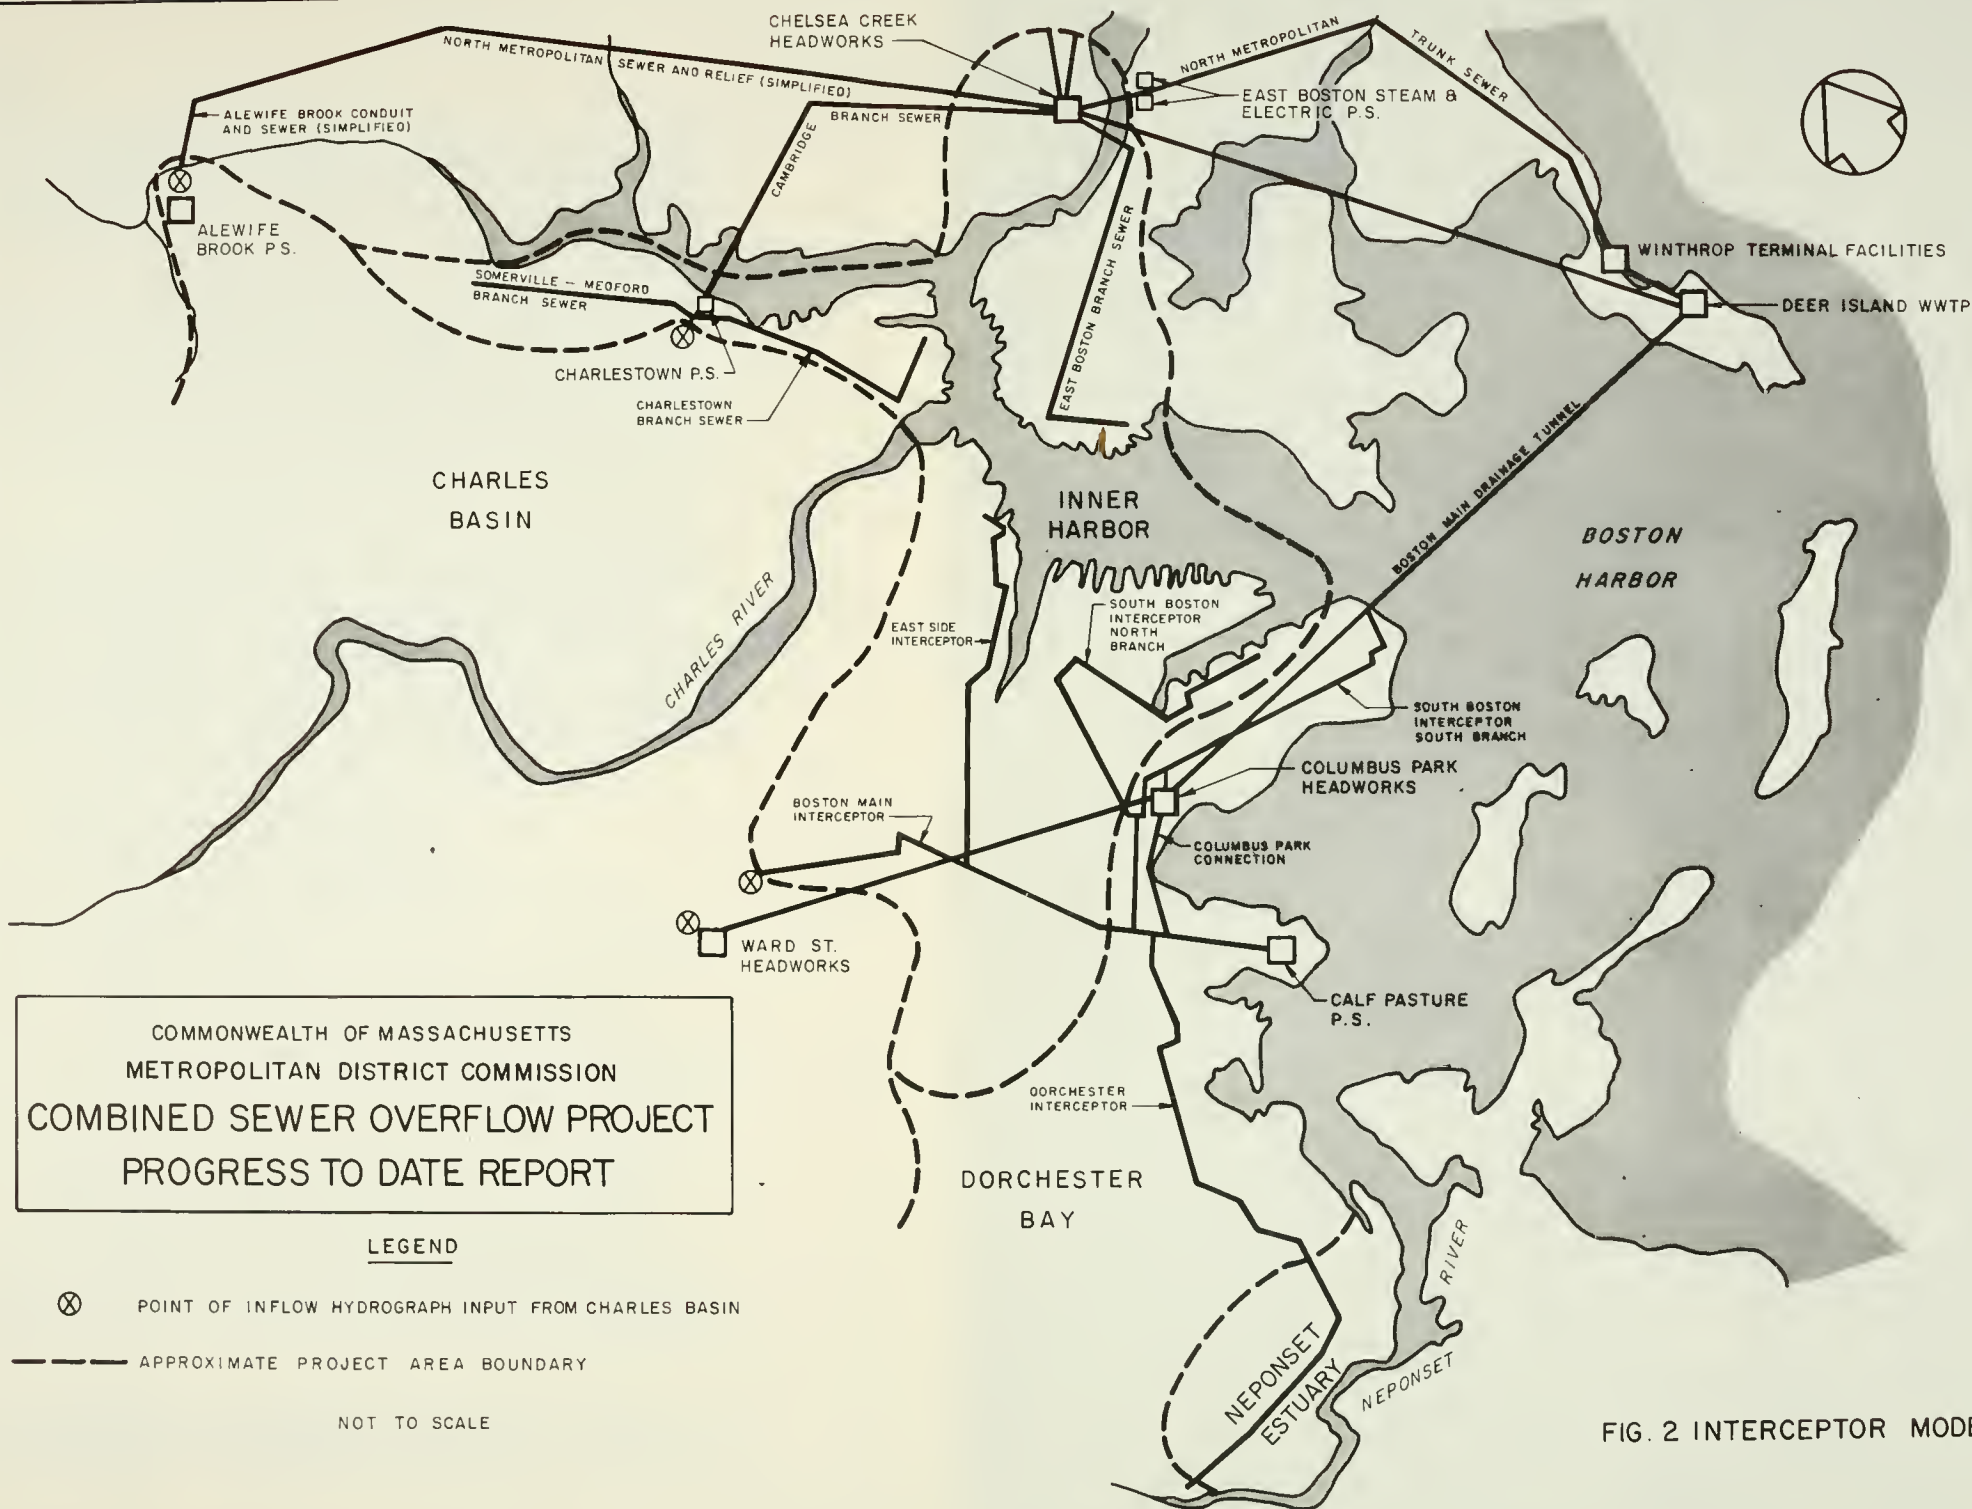 CHELSEA CREEK
HEADWORKS
NORTH METROPOLITAN SEWER AND RELIEF (SIMPLIFIED)
NORTH METROPOLITAN
TRUNK SEWER
EAST BOSTON STEAM &
ELECTRIC P.S.
ALEWIFE BROOK CONDUIT
AND SEWER (SIMPLIFIED)
CAMBRIDGE
BRANCH SEWER
ALEWIFE
BROOK P.S.
SOMERVILLE - MEDFORD
BRANCH SEWER
EAST BOSTON BRANCH SEWER
WINTHROP TERMINAL FACILITIES
DEER ISLAND WWTP
CHARLESTOWN P.S.
CHARLESTOWN
BRANCH SEWER
BOSTON MAIN DRAINAGE TUNNEL
CHARLES
BASIN
INNER
HARBOR
BOSTON
HARBOR
CHARLES RIVER
EAST SIDE
INTERCEPTOR
SOUTH BOSTON
INTERCEPTOR
NORTH
BRANCH
SOUTH BOSTON
INTERCEPTOR
SOUTH BRANCH
COLUMBUS PARK
HEADWORKS
BOSTON MAIN
INTERCEPTOR
COLUMBUS PARK
CONNECTION
WARD ST.
HEADWORKS
CALF PASTURE
P.S.
DORCHESTER
INTERCEPTOR
DORCHESTER
BAY
NEPONSET
ESTUARY
NEPONSET
RIVER
COMMONWEALTH OF MASSACHUSETTS
METROPOLITAN DISTRICT COMMISSION
COMBINED SEWER OVERFLOW PROJECT
PROGRESS TO DATE REPORT
LEGEND
POINT OF INFLOW HYDROGRAPH INPUT FROM CHARLES BASIN
APPROXIMATE PROJECT AREA BOUNDARY
NOT TO SCALE
FIG. 2 INTERCEPTOR MODE